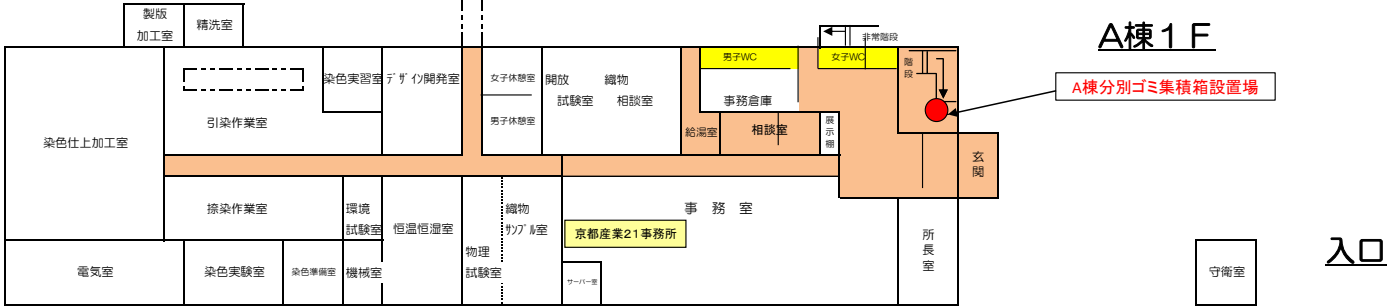 製版
加工室
精洗室
非常階段
A棟1F
男子WC
女子WC
階
段
染色実習室
デザイン開発室
女子休憩室
開放　織物
試験室　相談室
A棟分別ゴミ集積箱設置場
事務倉庫
引染作業室
男子休憩室
給湯室
相談室
展
示
棚
染色仕上加工室
玄
関
捺染作業室
環境
試験室
恒温恒湿室
織物
ｻﾝﾌﾟﾙ室
事　務　室
京都産業21事務所
所
長
室
物理
試験室
電気室
染色実験室
染色準備室
機械室
サーバー室
守衛室
入口